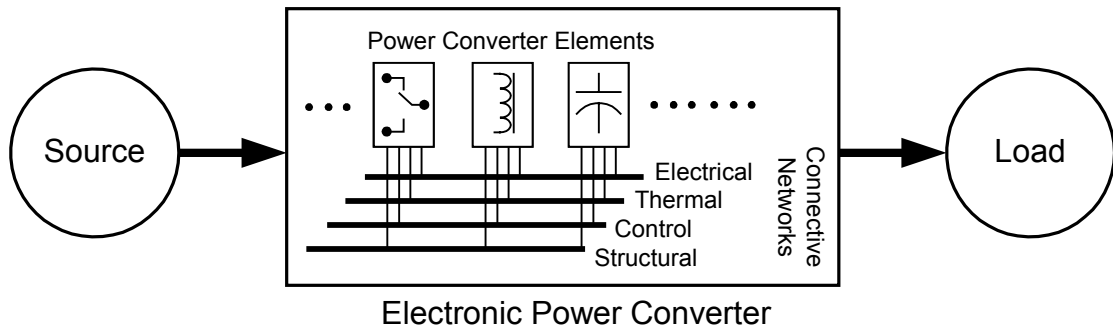 Power Converter Elements
Source
Load
Electrical
Thermal
Control
Structural
Connective
Networks
Electronic Power Converter